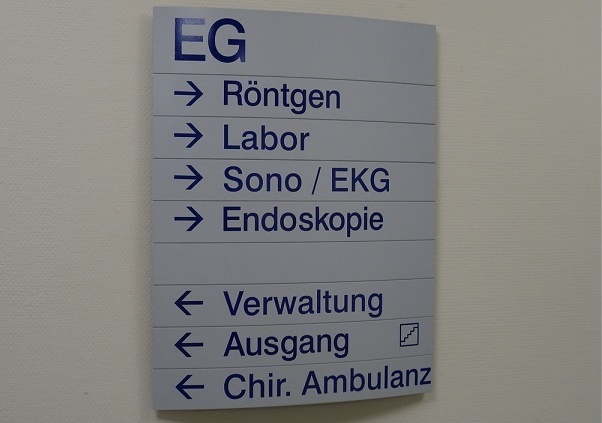 EG
→ Röntgen
→ Labor
→ Sono / EKG
→ Endoskopie
← Verwaltung
← Ausgang
← Chir. Ambulanz